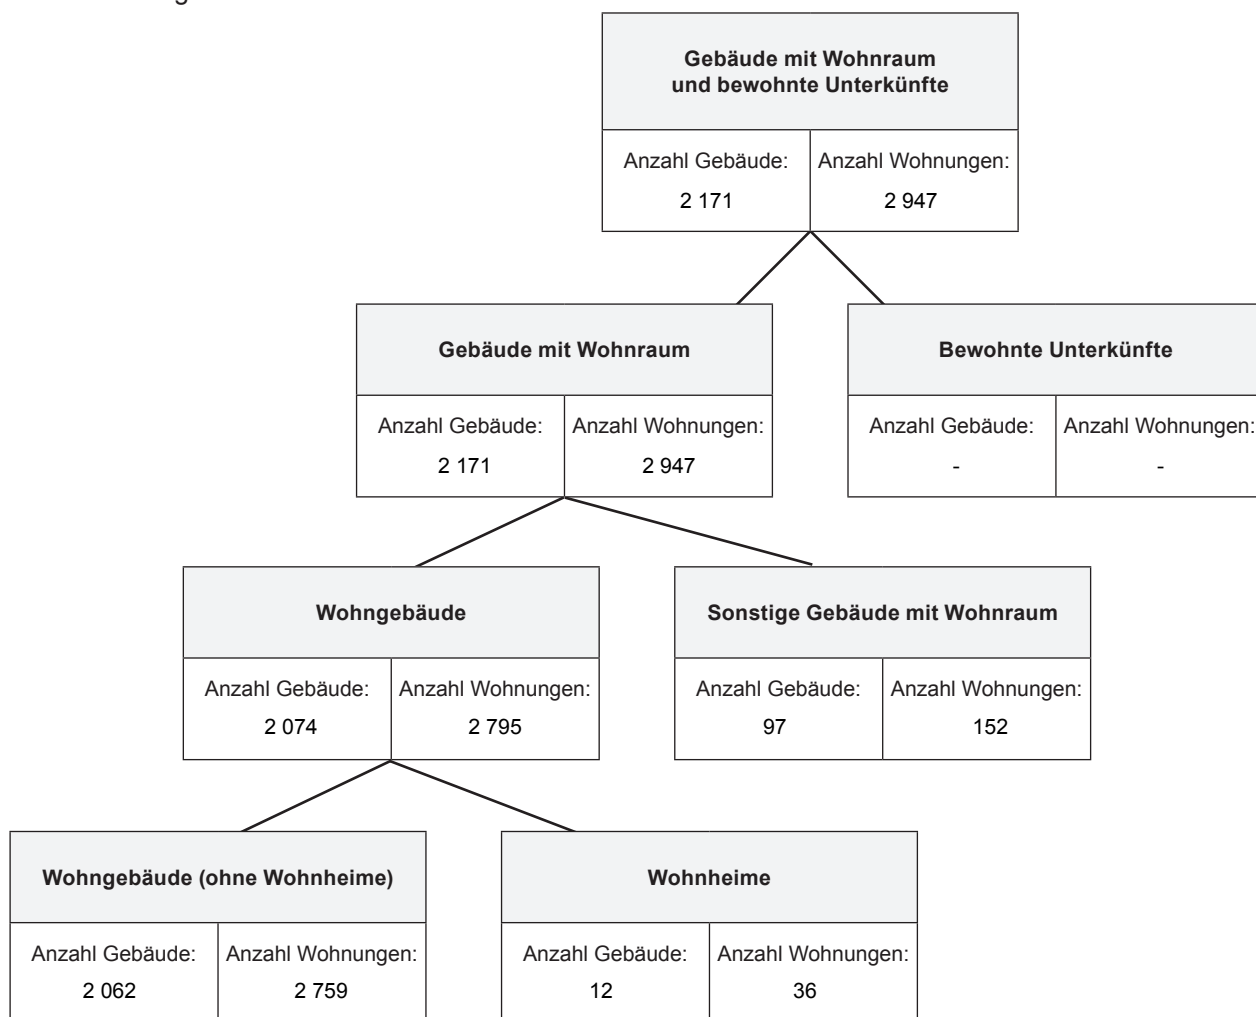 Gebäude mit Wohnraum
und bewohnte Unterkünfte
Anzahl Gebäude: Anzahl Wohnungen:
2 171 2 947
Gebäude mit Wohnraum
Anzahl Gebäude: Anzahl Wohnungen:
2 171 2 947
Bewohnte Unterkünfte
Anzahl Gebäude: Anzahl Wohnungen:
- -
Wohngebäude
Anzahl Gebäude: Anzahl Wohnungen:
2 074 2 795
Sonstige Gebäude mit Wohnraum
Anzahl Gebäude: Anzahl Wohnungen:
97 152
Wohngebäude (ohne Wohnheime)
Anzahl Gebäude: Anzahl Wohnungen:
2 062 2 759
Wohnheime
Anzahl Gebäude: Anzahl Wohnungen:
12 36